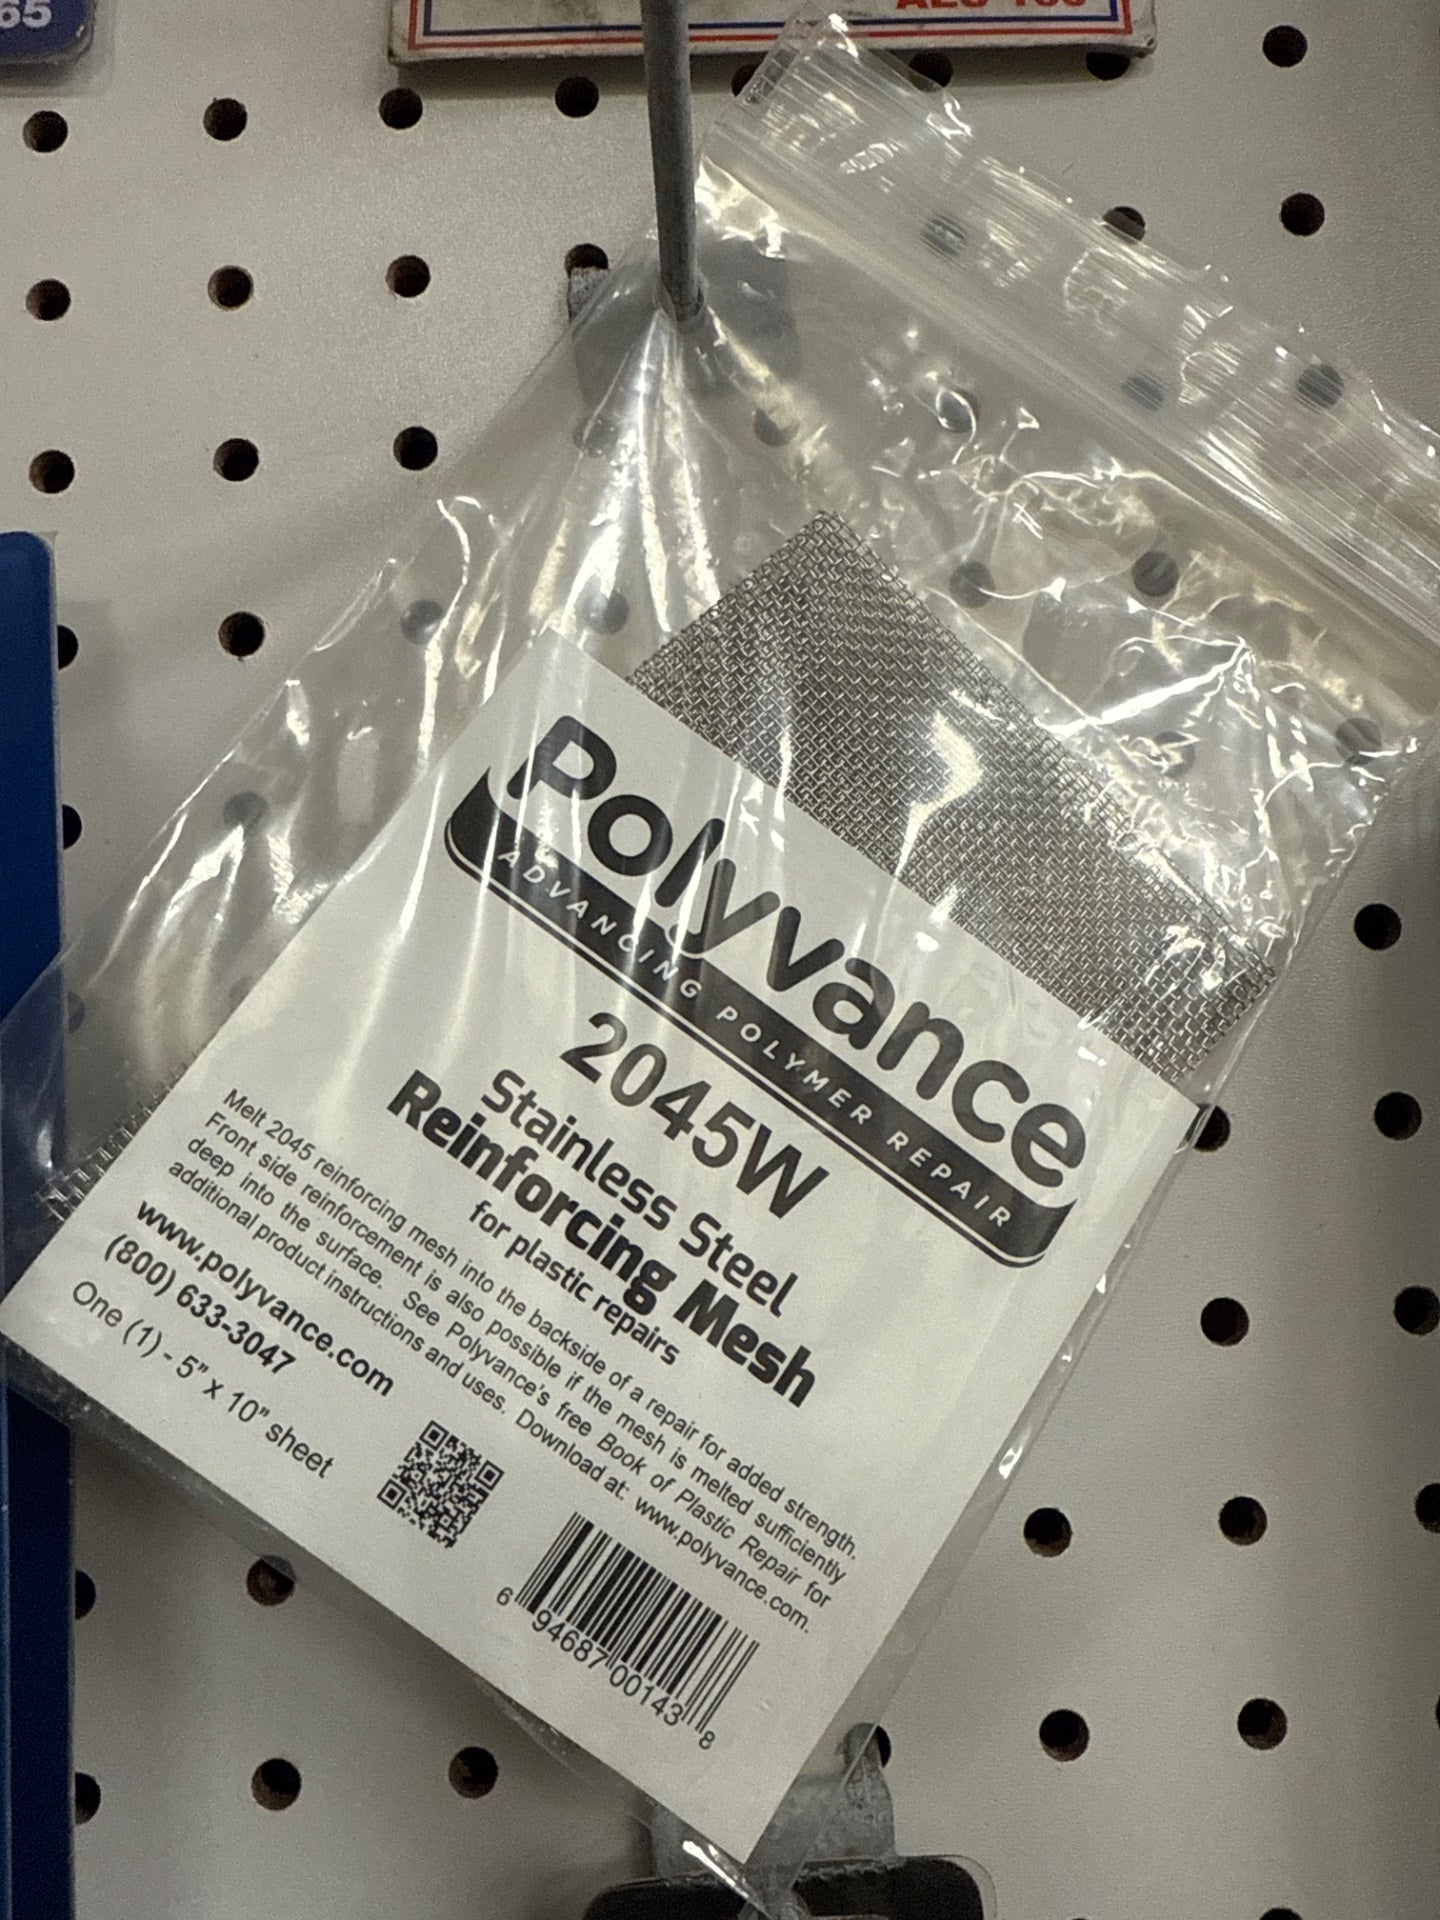 65
Polyvance
ADVANCING POLYMER REPAIR
2045W
Stainless Steel
Reinforcing Mesh
for plastic repairs
Melt 2045 reinforcing mesh into the backside of a repair for added strength.
Front side reinforcement is also possible if the mesh is melted sufficiently
deep into the surface. See Polyvance's free Book of Plastic Repair for
additional product instructions and uses. Download at: www.polyvance.com.
www.polyvance.com
(800) 633-3047
One (1) - 5” x 10” sheet
6 94687 00143 8